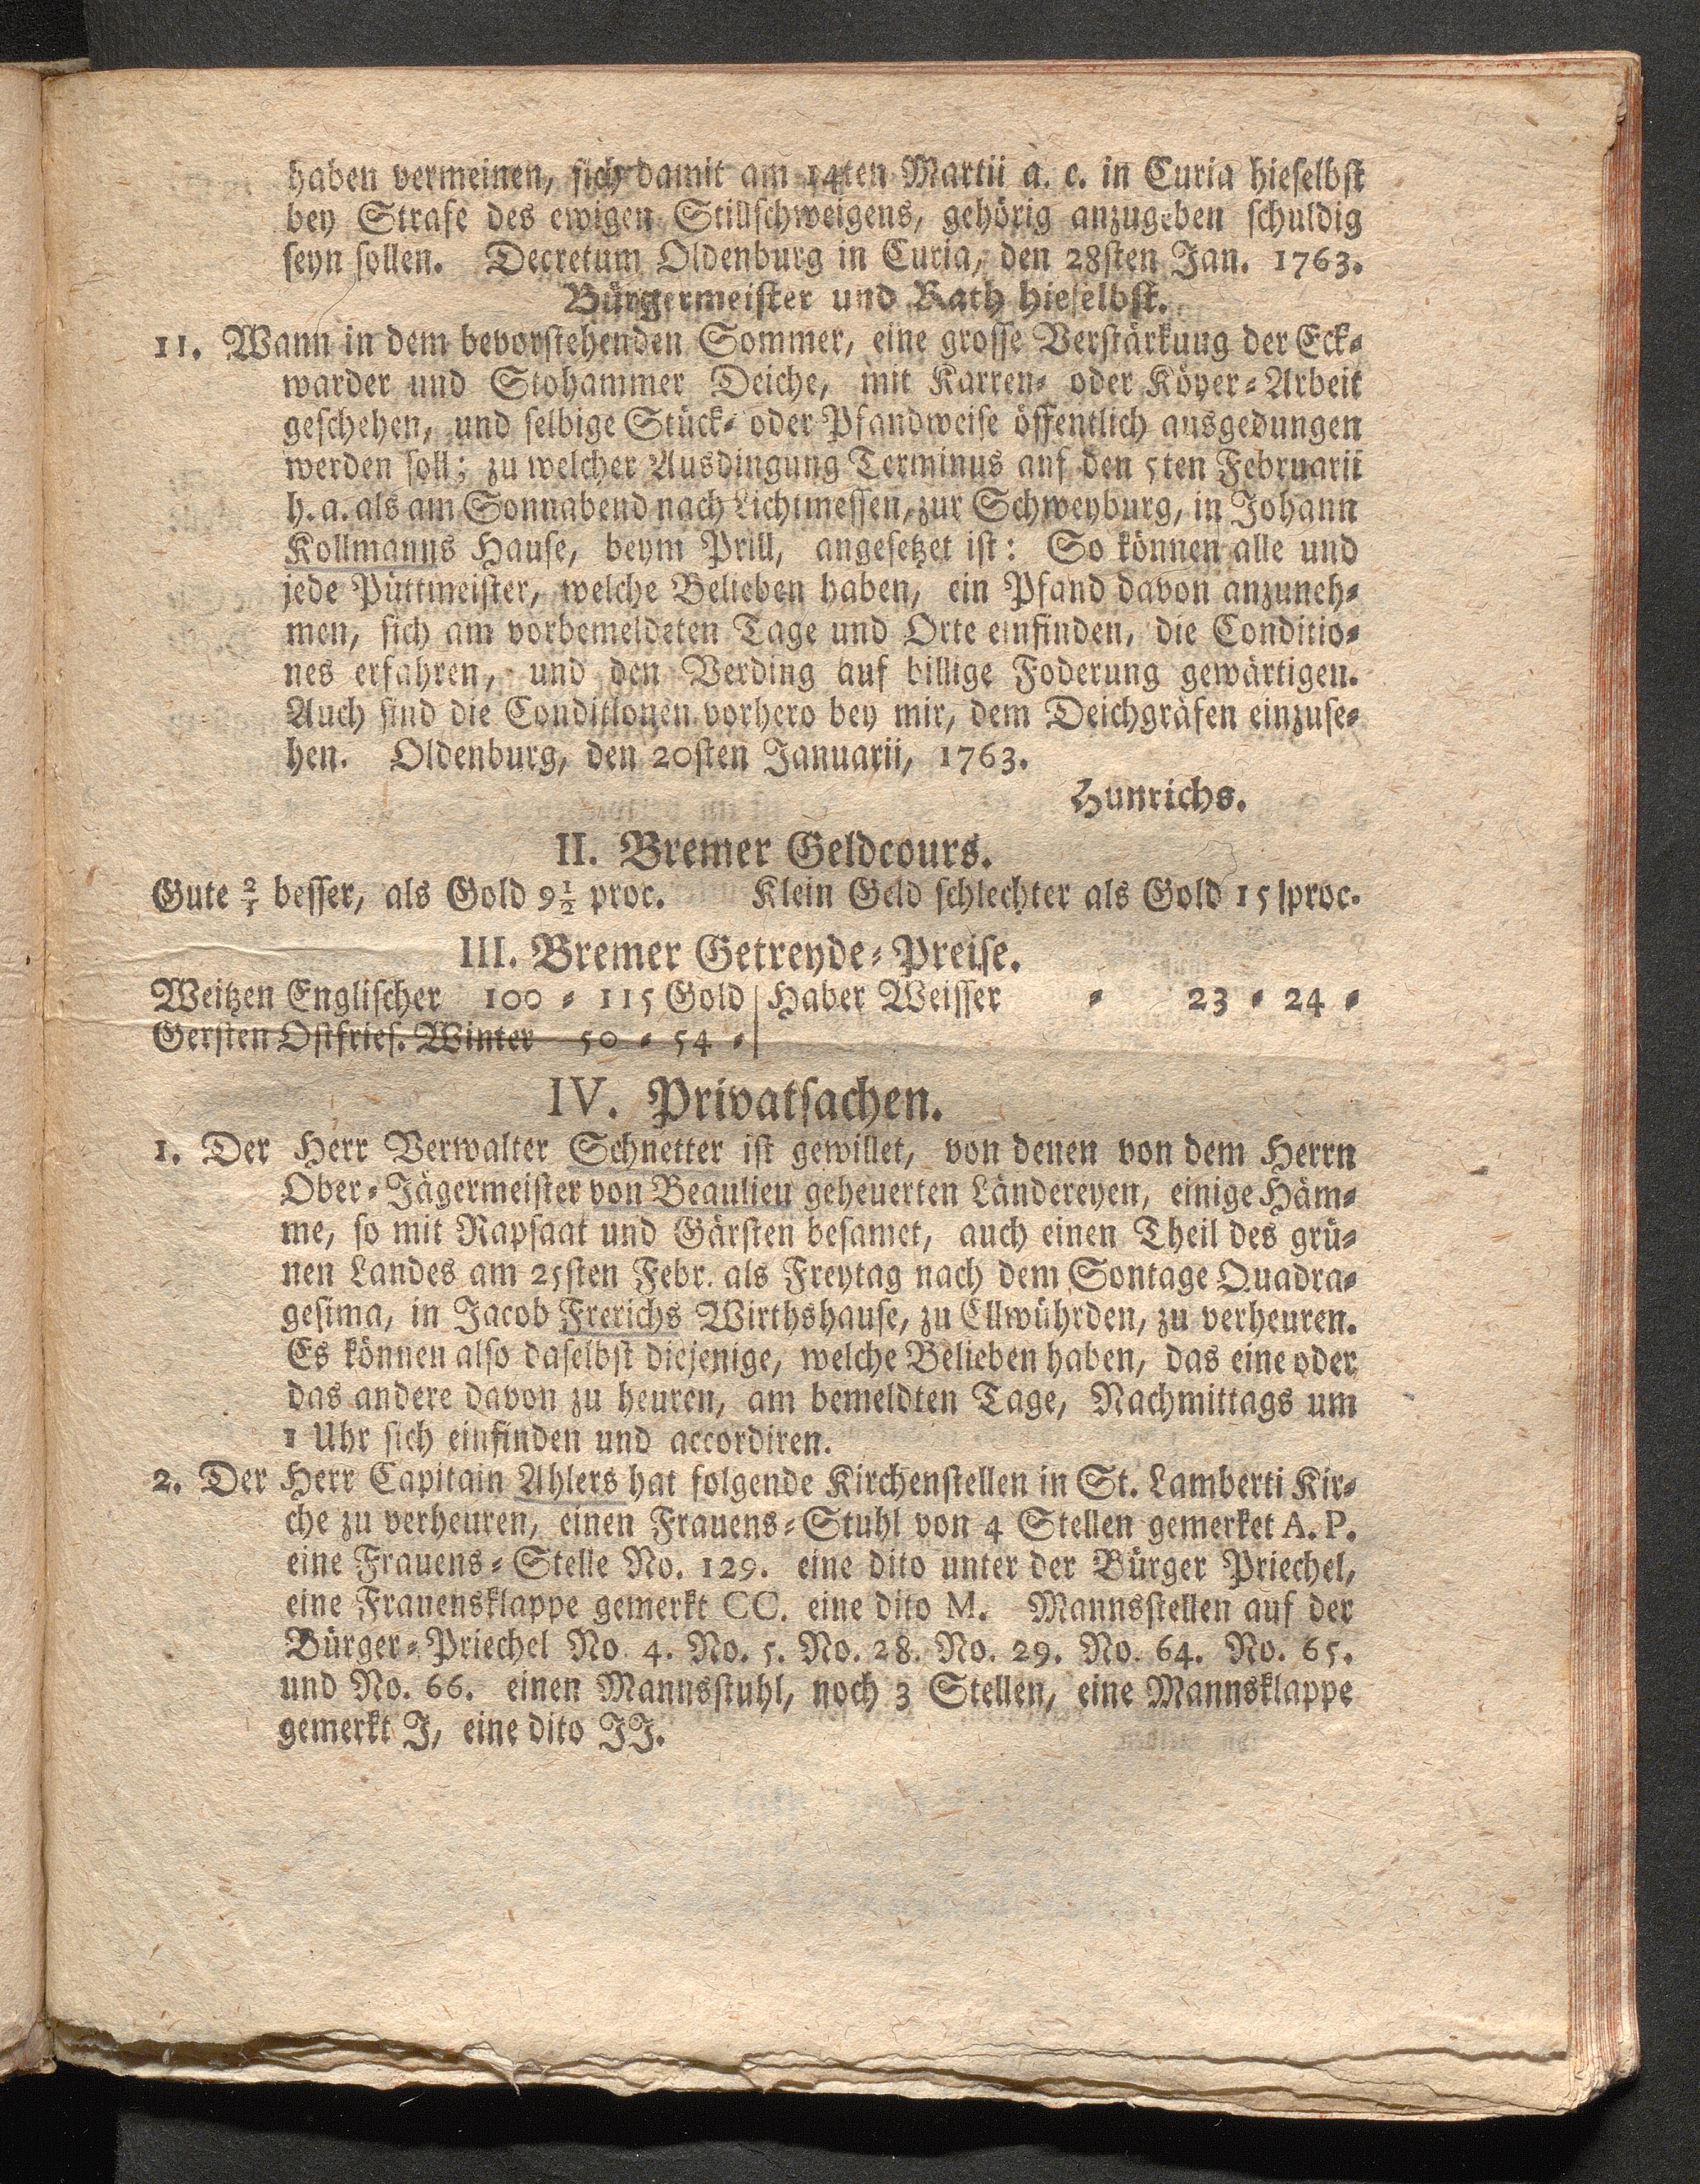 haben vermeinen, sich damit am 14ten Martii a. c. in Curia hieselbst
bey Strafe des ewigen Stillschweigens, gehörig anzugeben schuldig
seyn sollen. Decretum Oldenburg in Curia, den 28sten Jan. 1763.
Bürgermeister und Rath hieselbst.
11. Wann in dem bevorstehenden Sommer, eine grosse Verstärkuug der Eck-
warder und Stohammer Deiche, mit Karren- oder Köyer-Arbeit
geschehen, und selbige Stück- oder Pfandweise öffentlich ausgedungen
werden soll; zu welcher Ausdingung Terminus auf den 5ten Februarii
h. a. als am Sonnabend nach Lichtmessen, zur Schweyburg, in Johann
Kollmanns Hause, beym Prill, angesetzet ist: So können alle und
jede Püttmeister, welche Belieben haben, ein Pfand davon anzuneh-
men, sich am vorbemeldeten Tage und Orte einfinden, die Conditio-
nes erfahren, und den Verding auf billige Foderung gewärtigen.
Auch sind die Conditionen vorhero bey mir, dem Deichgräfen einzuse-
hen. Oldenburg, den 20sten Januarii, 1763.
Hunrichs.
II. Bremer Geldcours.
Gute 2/3 besser, als Gold 9 1/2 proc. Klein Geld schlechter als Gold 15 proc.
III. Bremer Getreyde-Preise.
Weitzen Englischer 100 - 115 Gold | Haber Weisser - 23 - 24 -
Gersten Ostfries. Winter 50 - 54 - |
IV. Privatsachen.
1. Der Herr Verwalter Schnetter ist gewillet, von denen von dem Herrn
Ober-Jägermeister von Beaulieu geheuerten Ländereyen, einige Häm-
me, so mit Rapsaat und Gärsten besamet, auch einen Theil des grü-
nen Landes am 25sten Febr. als Freytag nach dem Sontage Quadra-
gesima, in Jacob Frerichs Wirthshause, zu Ellwührden, zu verheuren.
Es können also daselbst diejenige, welche Belieben haben, das eine oder
das andere davon zu heuren, am bemeldten Tage, Nachmittags um
1 Uhr sich einfinden und accordiren.
2. Der Herr Capitain Ahlers hat folgende Kirchenstellen in St. Lamberti Kir-
che zu verheuren, einen Frauens-Stuhl von 4 Stellen gemerket A. P.
eine Frauens-Stelle No. 129. eine dito unter der Bürger Priechel,
eine Frauensklappe gemerkt CC. eine dito M. Mannsstellen auf der
Bürger-Priechel No. 4. No. 5. No. 28. No. 29. No. 64. No. 65.
und No. 66. einen Mannsstuhl, noch 3 Stellen, eine Mannsklappe
gemerkt J, eine dito JJ.